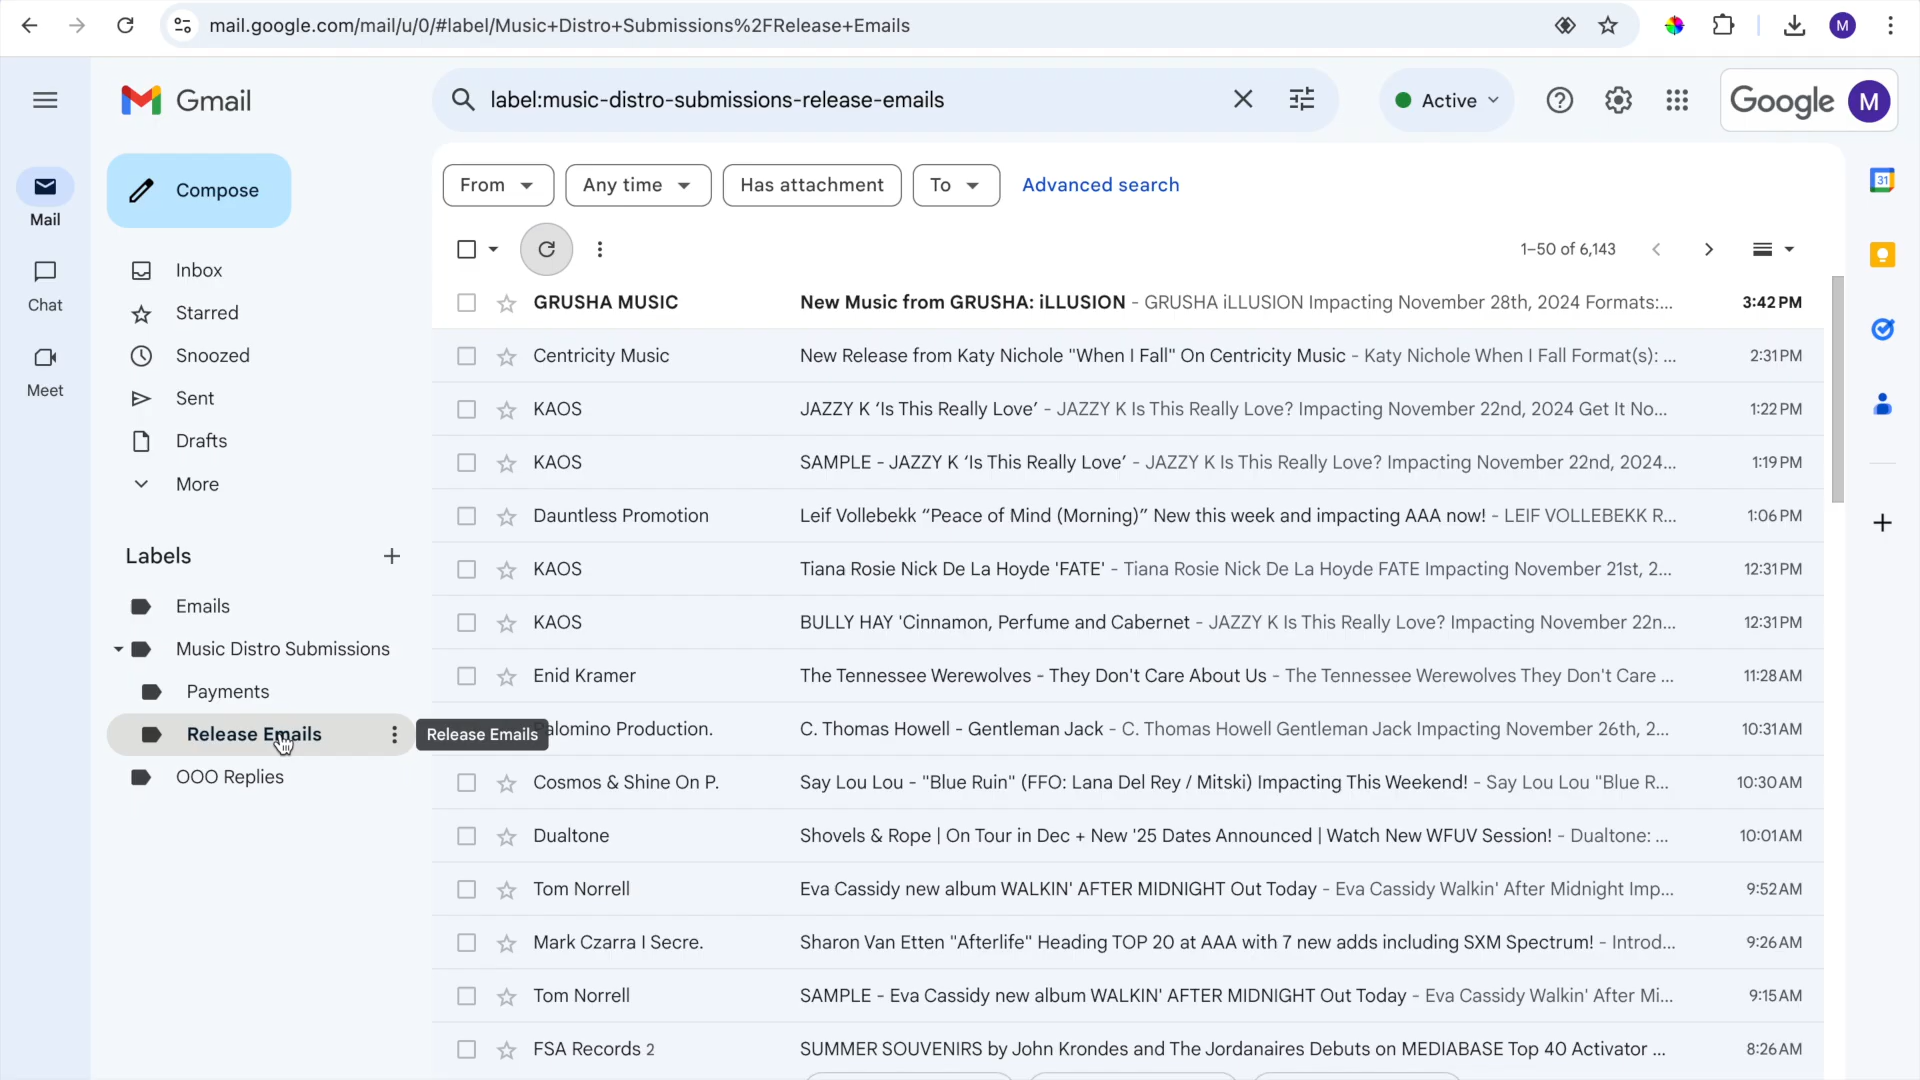 mail.google.com/mail/u/0/#label/Music+Distro+Submissions%2FRelease+Emails
M
Gmail
label:music-distro-submissions-release-emails
Active
Google
M
Mail
Chat
Meet
Compose
Inbox
Starred
Snoozed
Sent
Drafts
More
Labels
Emails
Music Distro Submissions
Payments
Release Emails
OOO Replies
Release Emails
From
Any time
Has attachment
To
Advanced search
1–50 of 6,143
31
GRUSHA MUSIC New Music from GRUSHA: iLLUSION - GRUSHA iLLUSION Impacting November 28th, 2024 Formats:... 3:42 PM
Centricity Music New Release from Katy Nichole "When I Fall" On Centricity Music - Katy Nichole When I Fall Format(s): ... 2:31 PM
KAOS JAZZY K ‘Is This Really Love’ - JAZZY K Is This Really Love? Impacting November 22nd, 2024 Get It No... 1:22 PM
KAOS SAMPLE - JAZZY K ‘Is This Really Love’ - JAZZY K Is This Really Love? Impacting November 22nd, 2024... 1:19 PM
Dauntless Promotion Leif Vollebekk “Peace of Mind (Morning)” New this week and impacting AAA now! - LEIF VOLLEBEKK R... 1:06 PM
KAOS Tiana Rosie Nick De La Hoyde 'FATE' - Tiana Rosie Nick De La Hoyde FATE Impacting November 21st, 2... 12:31 PM
KAOS BULLY HAY 'Cinnamon, Perfume and Cabernet - JAZZY K Is This Really Love? Impacting November 22n... 12:31 PM
Enid Kramer The Tennessee Werewolves - They Don't Care About Us - The Tennessee Werewolves They Don't Care ... 11:28 AM
alomino Production. C. Thomas Howell - Gentleman Jack - C. Thomas Howell Gentleman Jack Impacting November 26th, 2... 10:31 AM
Cosmos & Shine On P. Say Lou Lou - "Blue Ruin" (FFO: Lana Del Rey / Mitski) Impacting This Weekend! - Say Lou Lou "Blue R... 10:30 AM
Dualtone Shovels & Rope | On Tour in Dec + New '25 Dates Announced | Watch New WFUV Session! - Dualtone: ... 10:01 AM
Tom Norrell Eva Cassidy new album WALKIN' AFTER MIDNIGHT Out Today - Eva Cassidy Walkin' After Midnight Imp... 9:52 AM
Mark Czarra I Secre. Sharon Van Etten "Afterlife" Heading TOP 20 at AAA with 7 new adds including SXM Spectrum! - Introd... 9:26 AM
Tom Norrell SAMPLE - Eva Cassidy new album WALKIN' AFTER MIDNIGHT Out Today - Eva Cassidy Walkin' After Mi... 9:15 AM
FSA Records 2 SUMMER SOUVENIRS by John Krondes and The Jordanaires Debuts on MEDIABASE Top 40 Activator ... 8:26 AM